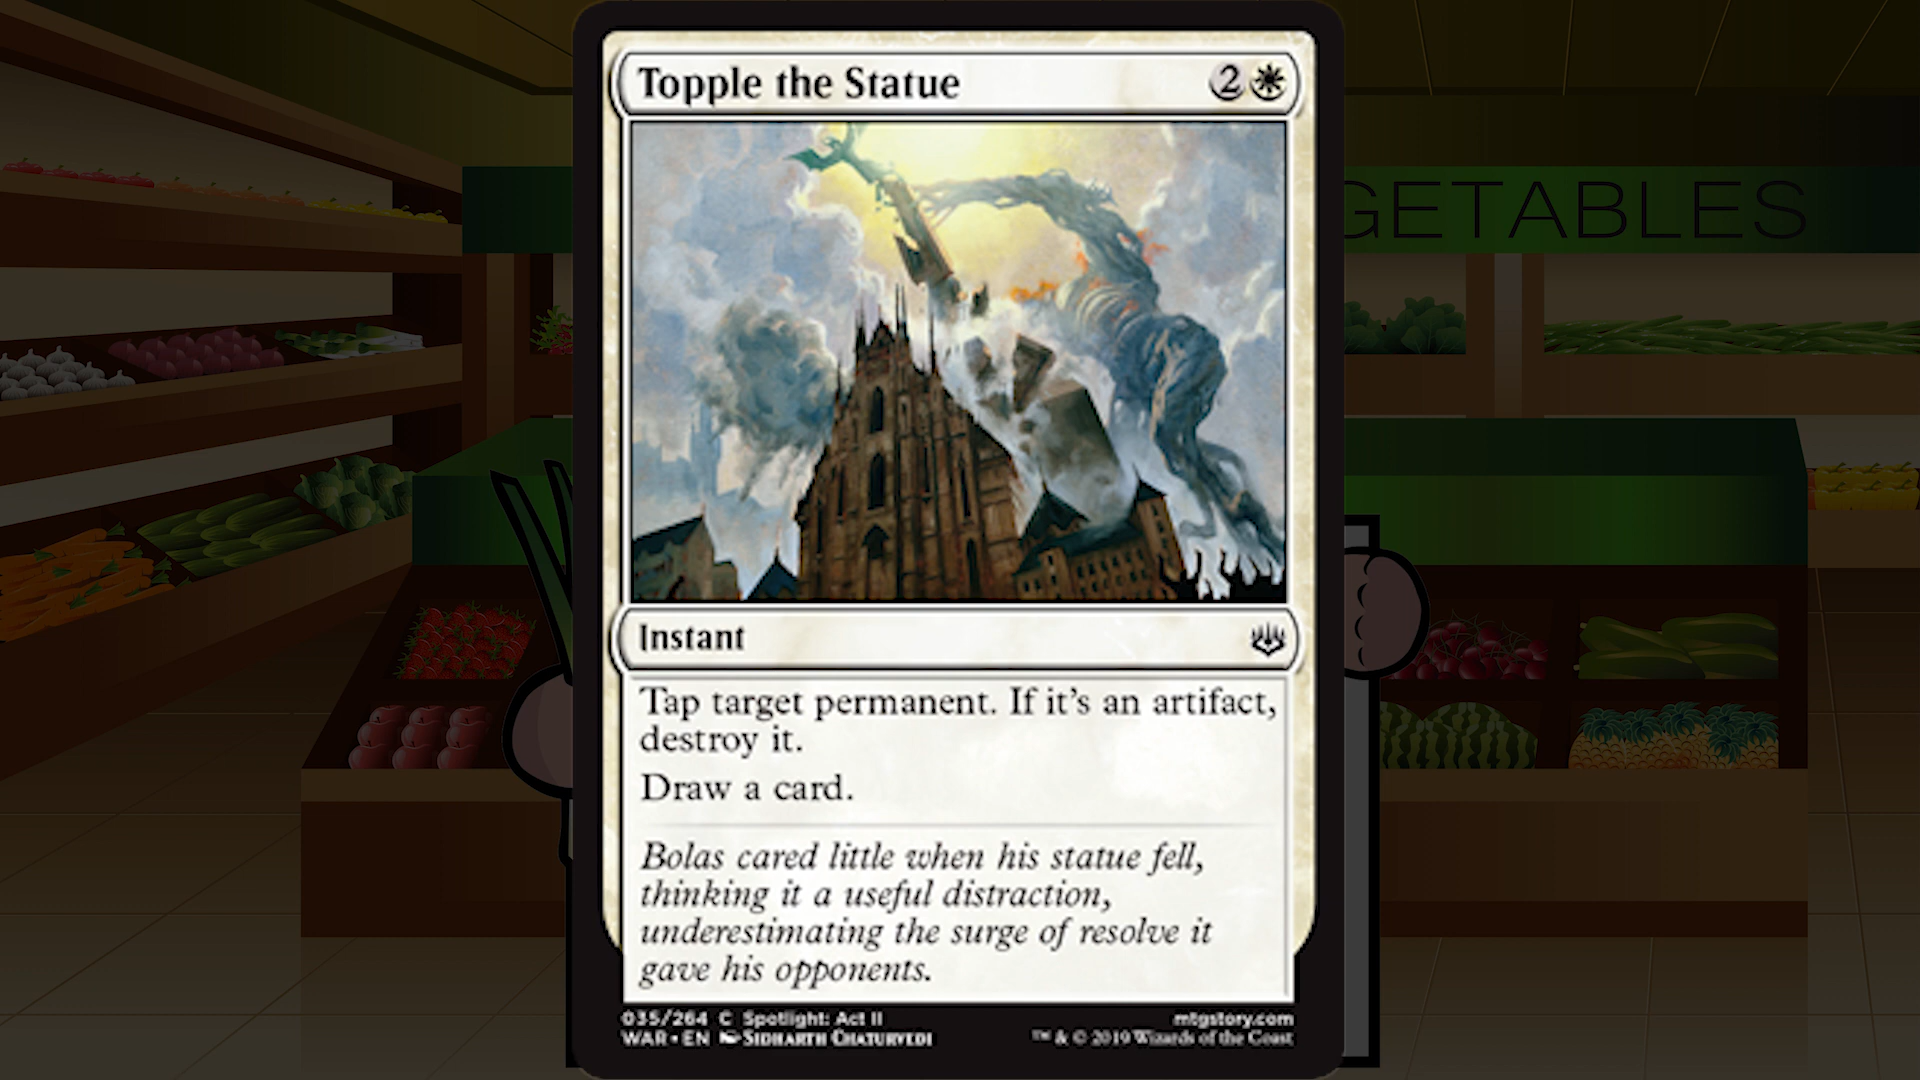 Topple the Statue 2
GETABLES
Instant
Tap target permanent. If it's an artifact,
destroy it.
Draw a card.
Bolas cared little when his statue fell,
thinking it a useful distraction,
underestimating the surge of resolve it
gave his opponents.
035/264 C Spotlight: Act II
mtgstory.com
WAR • EN Sidharth Chaturvedi
™ & © 2019 Wizards of the Coast